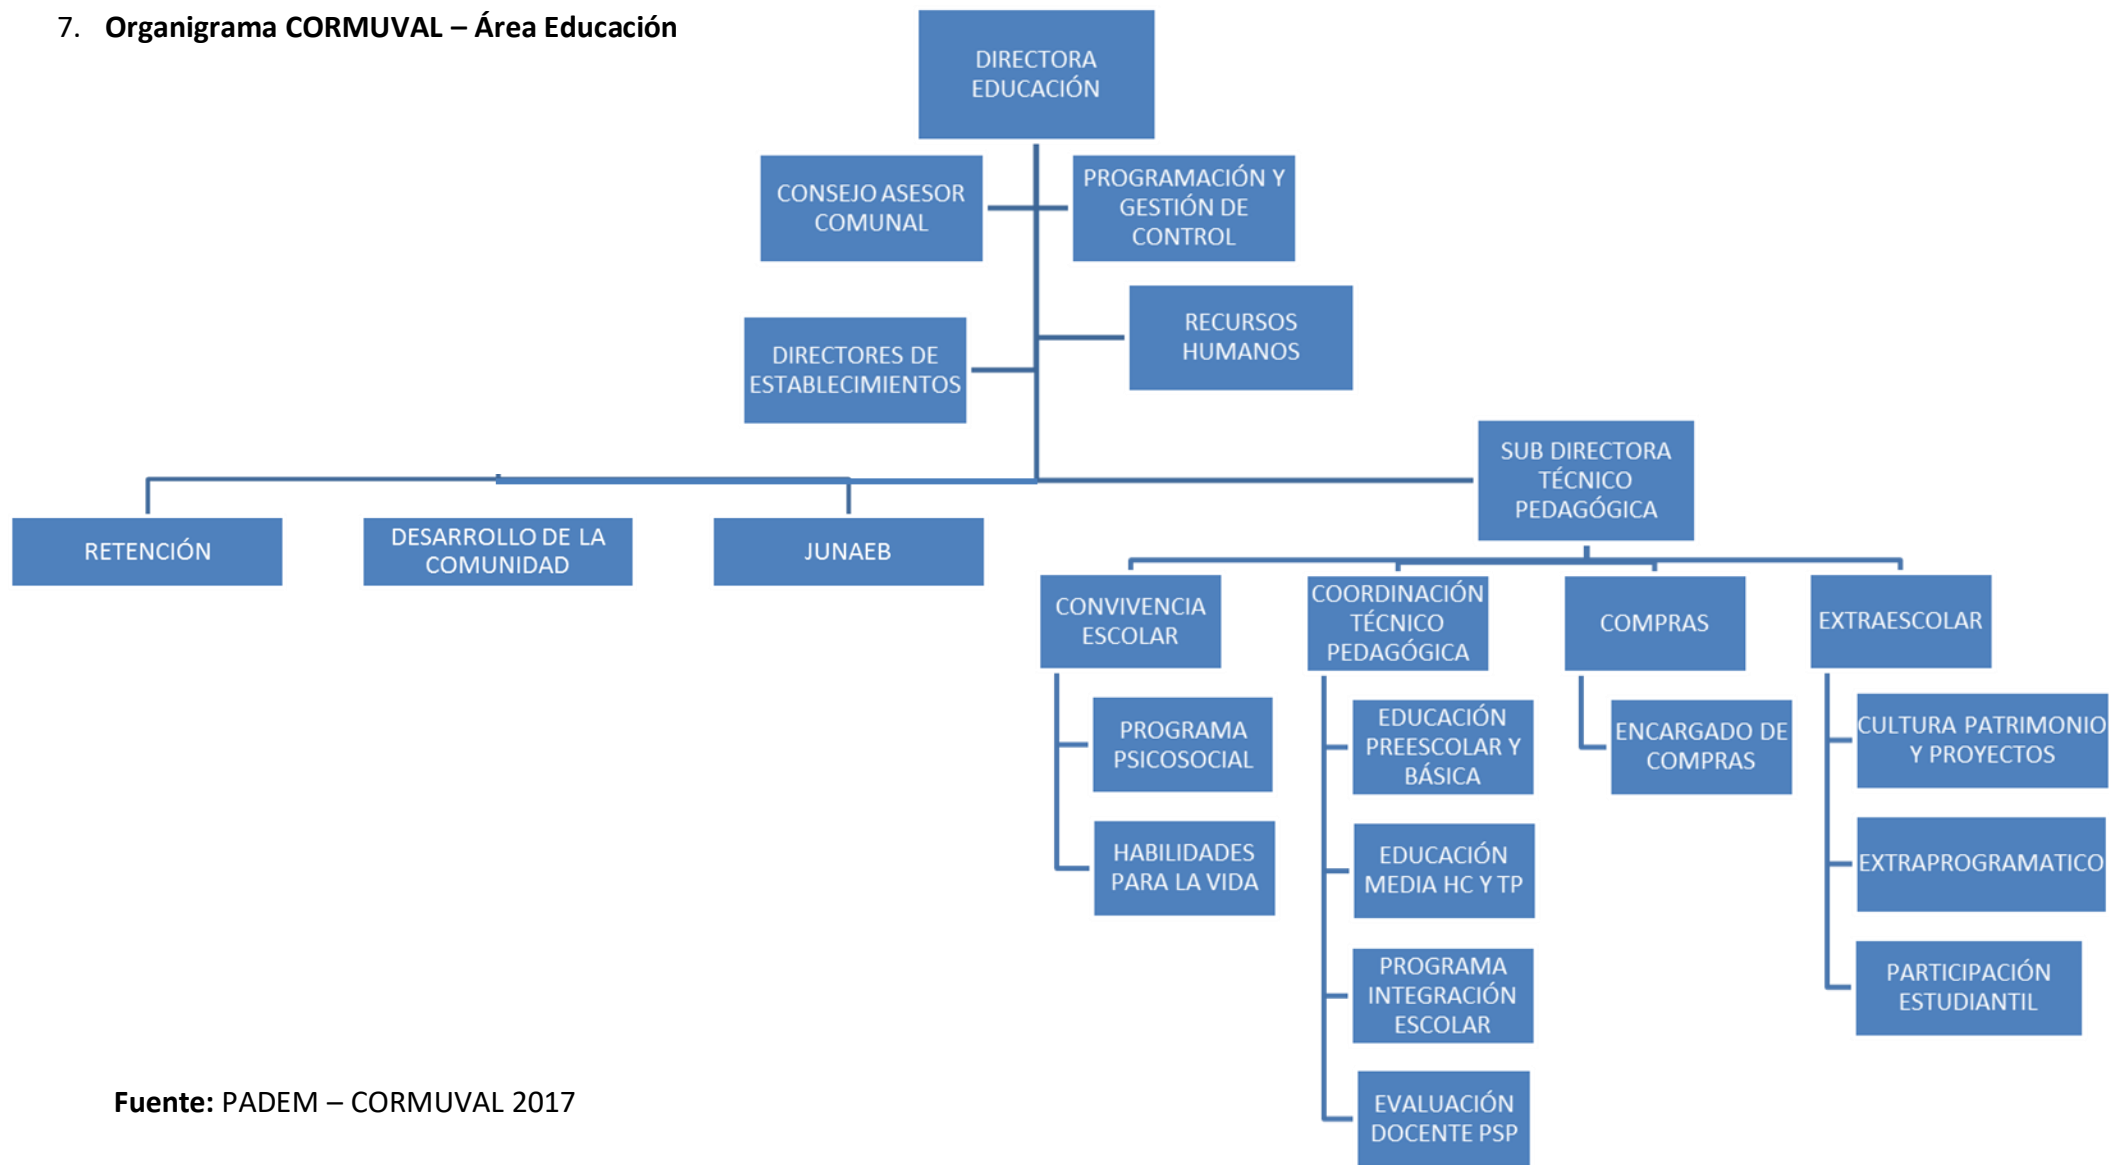 7. Organigrama CORMUVAL – Área Educación
DIRECTORA
EDUCACIÓN
CONSEJO ASESOR
COMUNAL
PROGRAMACIÓN Y
GESTIÓN DE
CONTROL
RECURSOS
HUMANOS
DIRECTORES DE
ESTABLECIMIENTOS
SUB DIRECTORA
TÉCNICO
PEDAGÓGICA
RETENCIÓN
DESARROLLO DE LA
COMUNIDAD
JUNAEB
CONVIVENCIA
ESCOLAR
COORDINACIÓN
TÉCNICO
PEDAGÓGICA
COMPRAS
EXTRAESCOLAR
PROGRAMA
PSICOSOCIAL
HABILIDADES
PARA LA VIDA
EDUCACIÓN
PREESCOLAR Y
BÁSICA
EDUCACIÓN
MEDIA HC Y TP
PROGRAMA
INTEGRACIÓN
ESCOLAR
EVALUACIÓN
DOCENTE PSP
ENCARGADO DE
COMPRAS
CULTURA PATRIMONIO
Y PROYECTOS
EXTRAPROGRAMATICO
PARTICIPACIÓN
ESTUDIANTIL
Fuente: PADEM – CORMUVAL 2017